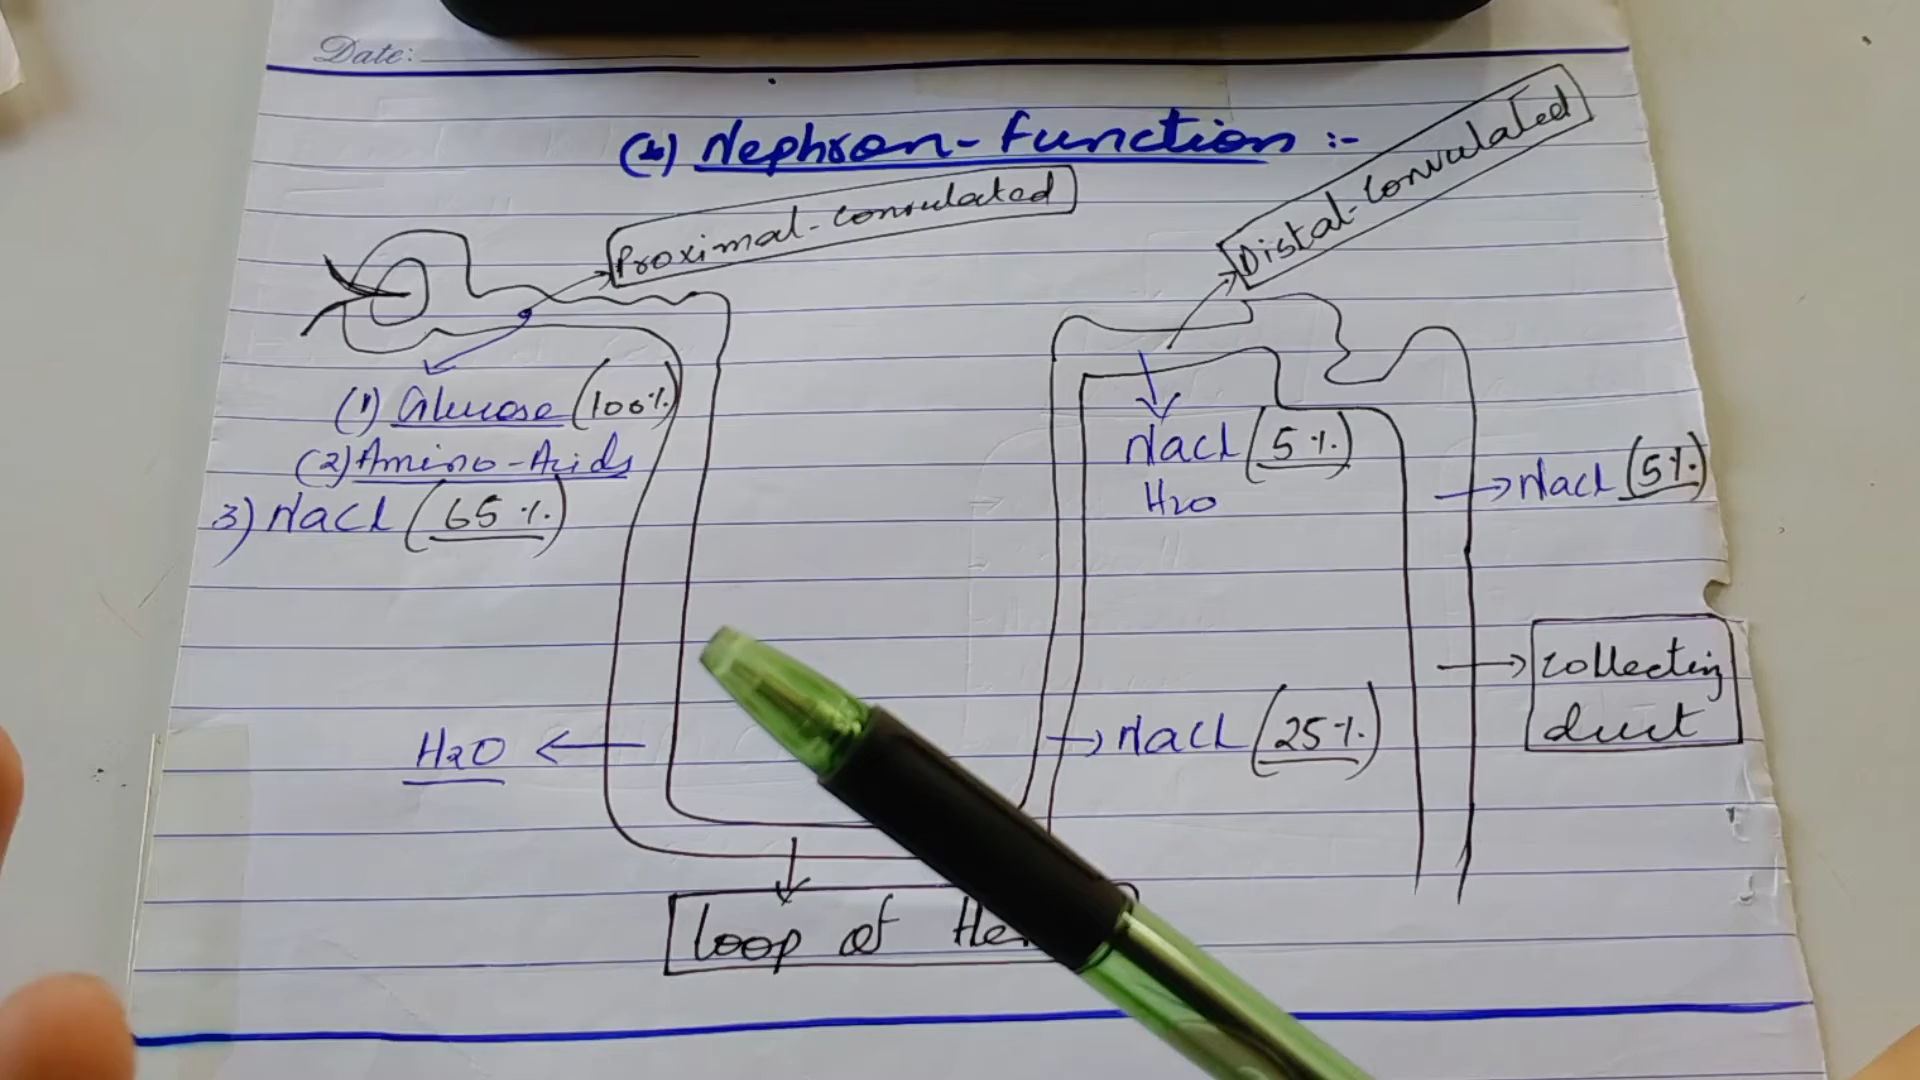 Date:
(2) Nephron-Function :-
Proximal-Convulated
Distal-Convulated
(1) Glucose (100%)
(2) Amino-Acids
3) NaCl (65%)
NaCl (5%)
H2O
NaCl (5%)
collecting
duct
H2O
NaCl (25%)
Loop of